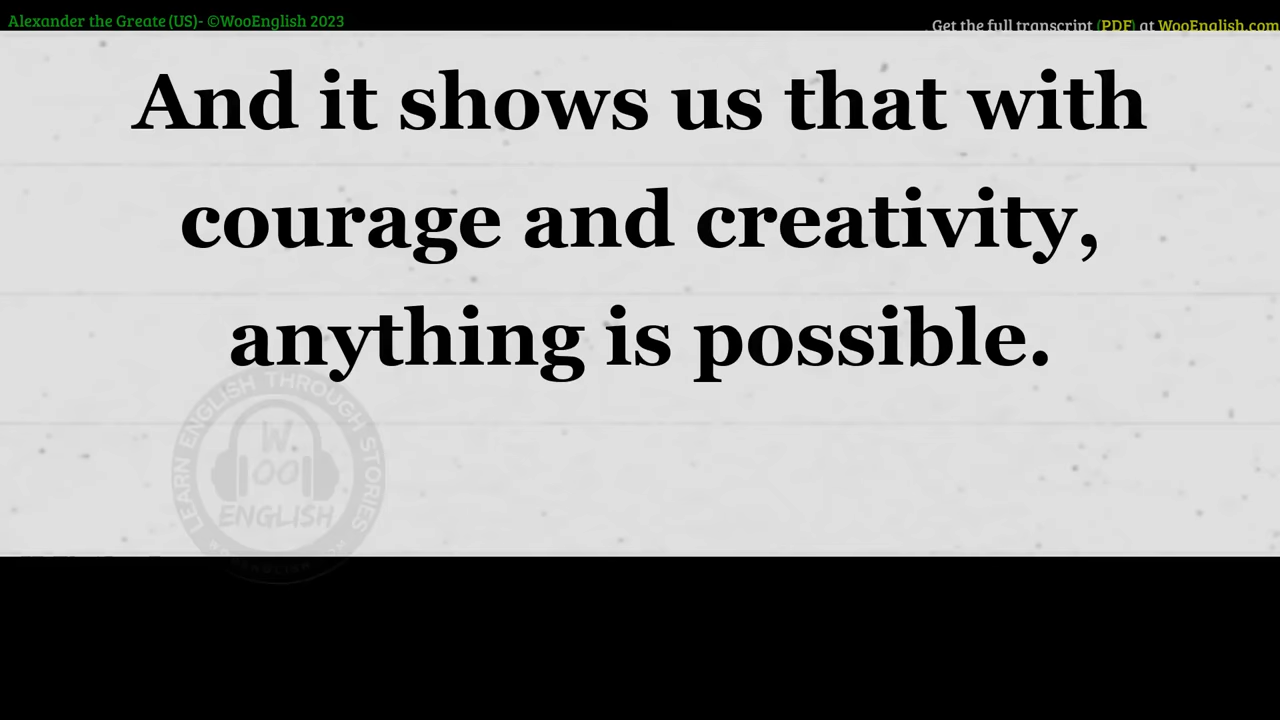 Alexander the Greate (US)- ©WooEnglish 2023
Get the full transcript (PDF) at WooEnglish.com
And it shows us that with
courage and creativity,
anything is possible.
LEARN ENGLISH THROUGH STORIES
W.
OO
ENGLISH